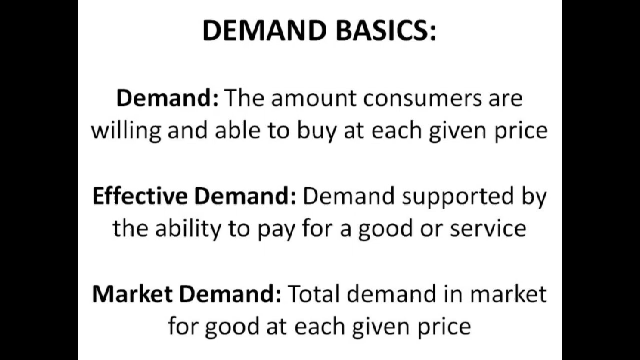 DEMAND BASICS:
Demand: The amount consumers are
willing and able to buy at each given price
Effective Demand: Demand supported by
the ability to pay for a good or service
Market Demand: Total demand in market
for good at each given price